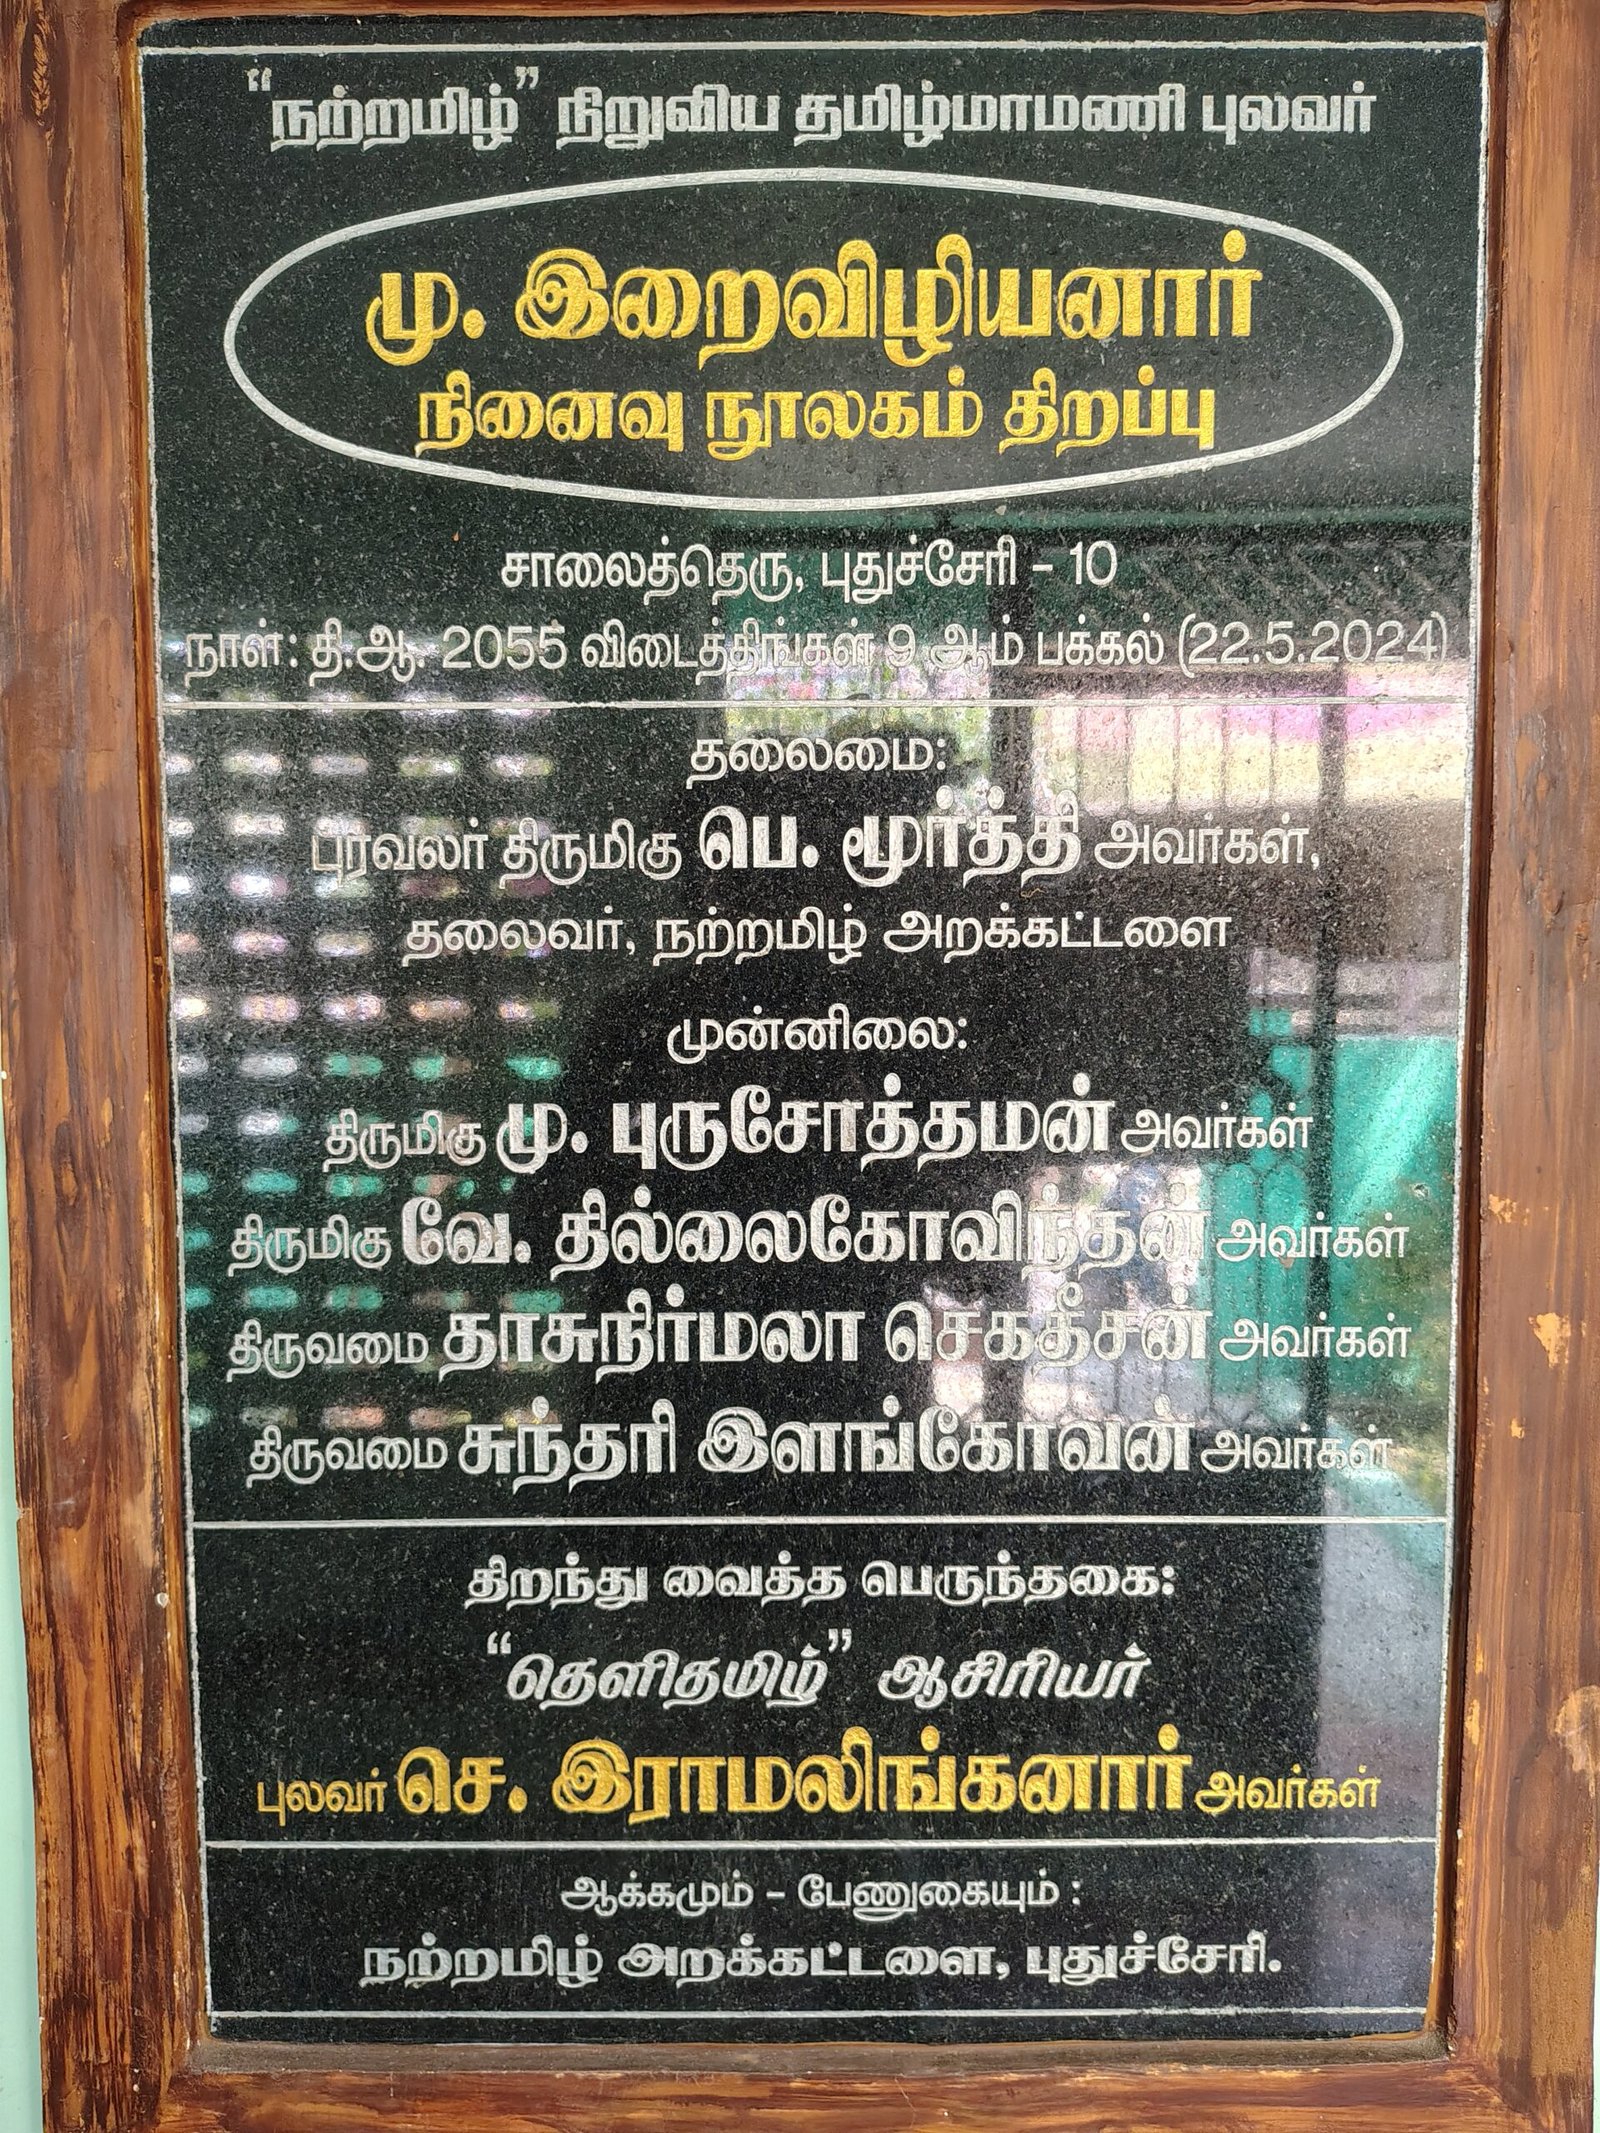 “நற்றமிழ்” நிறுவிய தமிழ்மாமணி புலவர்
மு. இறைவிழியனார்
நினைவு நூலகம் திறப்பு
சாலைத்தெரு, புதுச்சேரி – 10
நாள்: தி.ஆ. 2055 விடைத்திங்கள் 9 ஆம் பக்கல் (22.5.2024)
தலைமை:
புரவலர் திருமிகு பெ. மூர்த்தி அவர்கள்,
தலைவர், நற்றமிழ் அறக்கட்டளை
முன்னிலை:
திருமிகு மு. புருசோத்தமன் அவர்கள்
திருமிகு வே. தில்லைகோவிந்தன் அவர்கள்
திருவமை தாசுநிர்மலா செகதீசன் அவர்கள்
திருவமை சுந்தரி இளங்கோவன் அவர்கள்
திறந்து வைத்த பெருந்தகை:
“தெளிதமிழ்” ஆசிரியர்
புலவர் செ. இராமலிங்கனார் அவர்கள்
ஆக்கமும் – பேணுகையும் :
நற்றமிழ் அறக்கட்டளை, புதுச்சேரி.